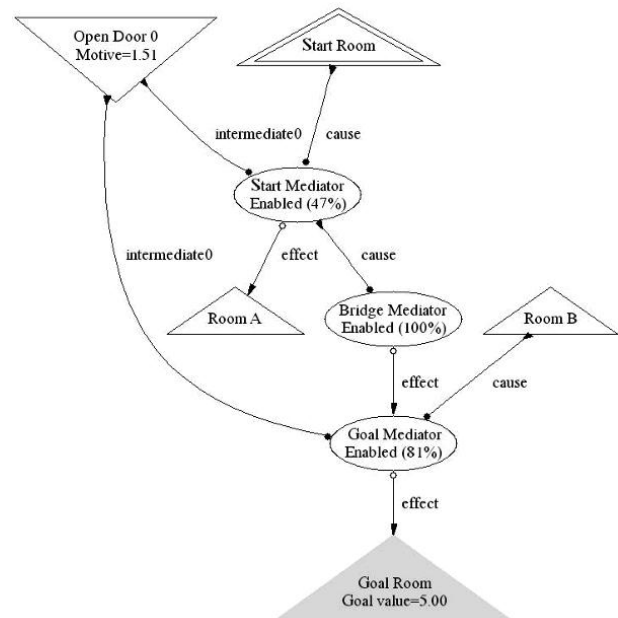 Open Door 0
Motive=1.51
Start Room
intermediate0
cause
Start Mediator
Enabled (47%)
intermediate0
effect
cause
Room A
Bridge Mediator
Enabled (100%)
Room B
effect
cause
Goal Mediator
Enabled (81%)
effect
Goal Room
Goal value=5.00